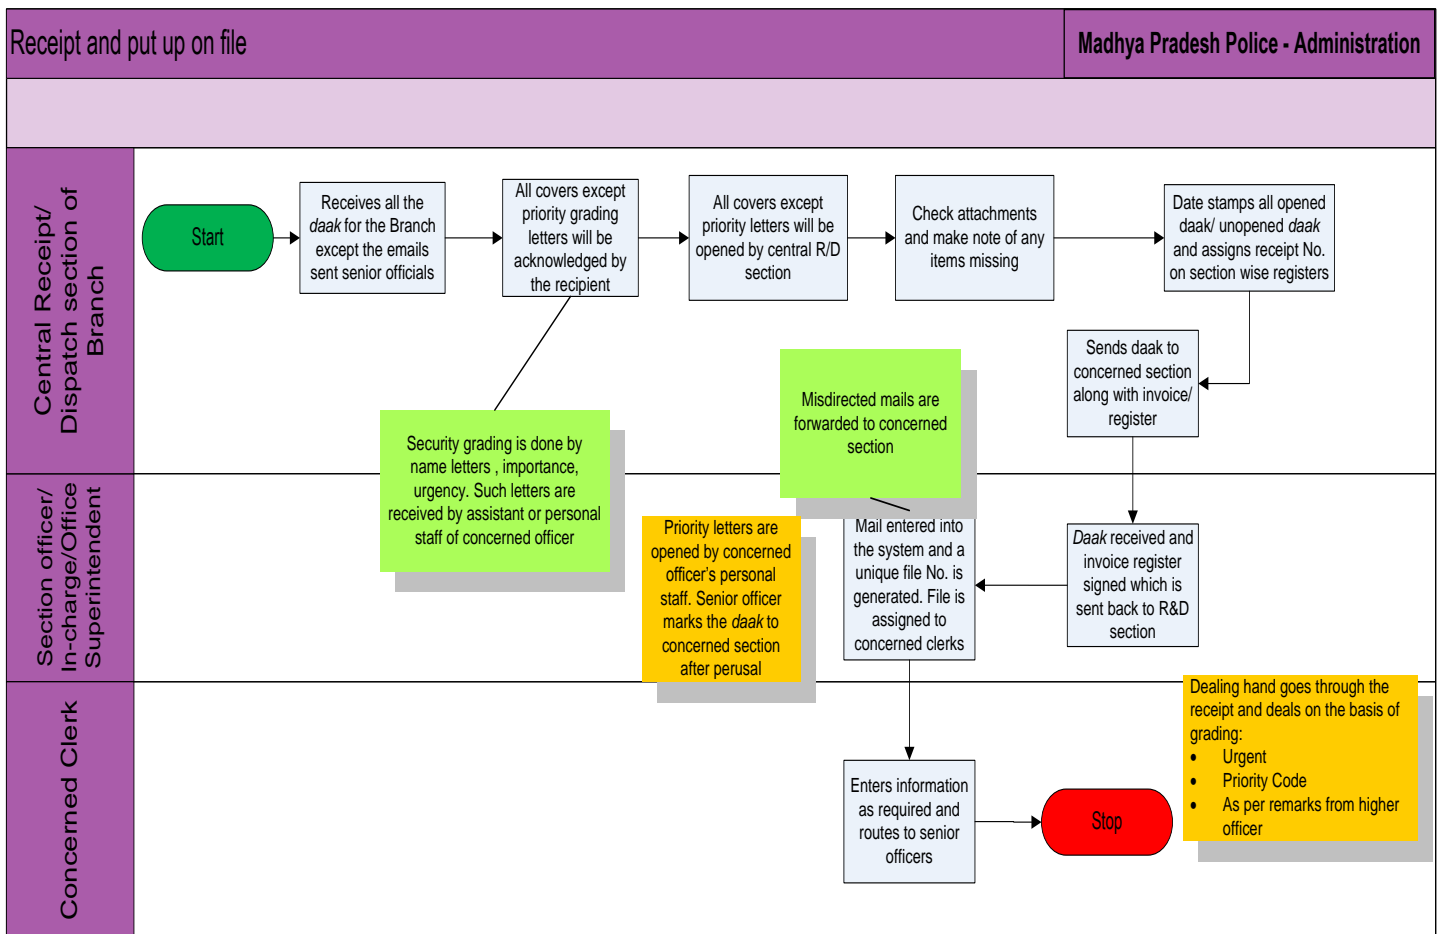 Receipt and put up on file
Madhya Pradesh Police - Administration
Central Receipt/
Dispatch section of
Branch
Start
Receives all the
daak for the Branch
except the emails
sent senior officials
All covers except
priority grading
letters will be
acknowledged by
the recipient
All covers except
priority letters will be
opened by central R/D
section
Check attachments
and make note of any
items missing
Date stamps all opened
daak/ unopened daak
and assigns receipt No.
on section wise registers
Sends daak to
concerned section
along with invoice/
register
Misdirected mails are
forwarded to concerned
section
Security grading is done by
name letters , importance,
urgency. Such letters are
received by assistant or personal
staff of concerned officer
Section officer/
In-charge/Office
Superintendent
Priority letters are
opened by concerned
officer's personal
staff. Senior officer
marks the daak to
concerned section
after perusal
Mail entered into
the system and a
unique file No. is
generated. File is
assigned to
concerned clerks
Daak received and
invoice register
signed which is
sent back to R&D
section
Concerned Clerk
Enters information
as required and
routes to senior
officers
Stop
Dealing hand goes through the
receipt and deals on the basis of
grading:
• Urgent
• Priority Code
• As per remarks from higher
officer